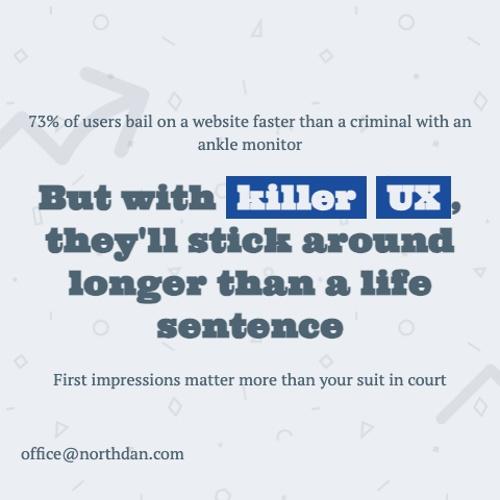 73% of users bail on a website faster than a criminal with an
ankle monitor
But with killer UX,
they'll stick around
longer than a life
sentence
First impressions matter more than your suit in court
office@northdan.com